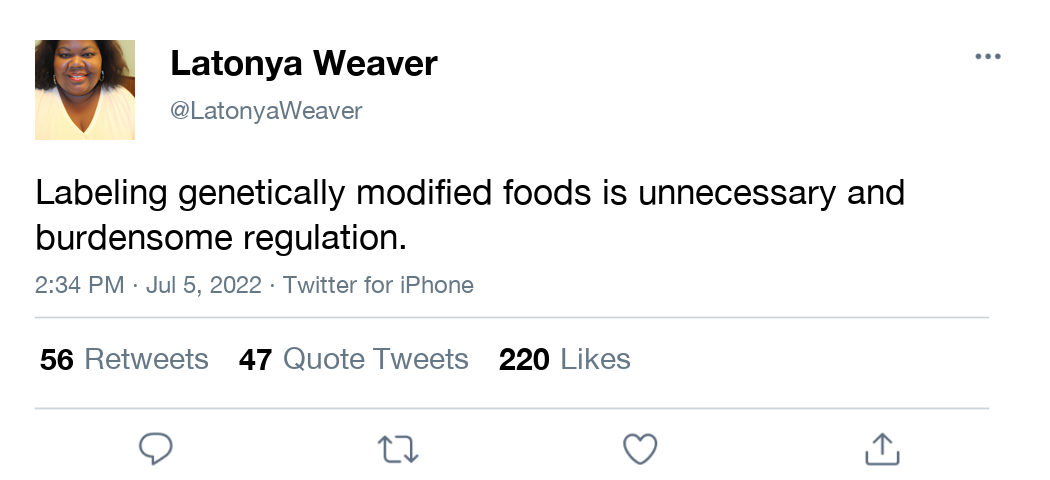 Latonya Weaver
@LatonyaWeaver
Labeling genetically modified foods is unnecessary and
burdensome regulation.
2:34 PM · Jul 5, 2022 · Twitter for iPhone
56 Retweets 47 Quote Tweets 220 Likes